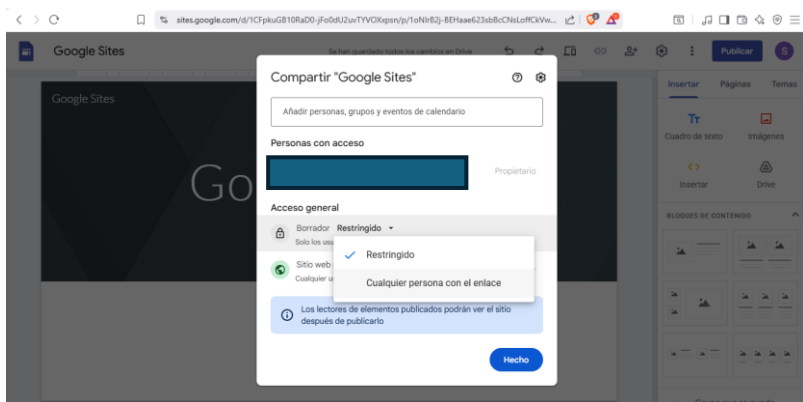 sites.google.com/d/1CFpkuGB10RaD0-jFo0dU2uvTYVOXxpsn/p/1oNlrB2j-BEHaae623sbBcCNsLoffCkVw...
Google Sites
Se han guardado todos los cambios en Drive
Publicar
S
Compartir "Google Sites"
Añadir personas, grupos y eventos de calendario
Personas con acceso
Propietario
Acceso general
Borrador Restringido
Solo los usu
Restringido
Cualquier persona con el enlace
Sitio web
Cualquier u
Los lectores de elementos publicados podrán ver el sitio
después de publicarlo
Hecho
Google Sites
Go
Insertar Páginas Temas
Cuadro de texto Imágenes
Insertar Drive
BLOQUES DE CONTENIDO